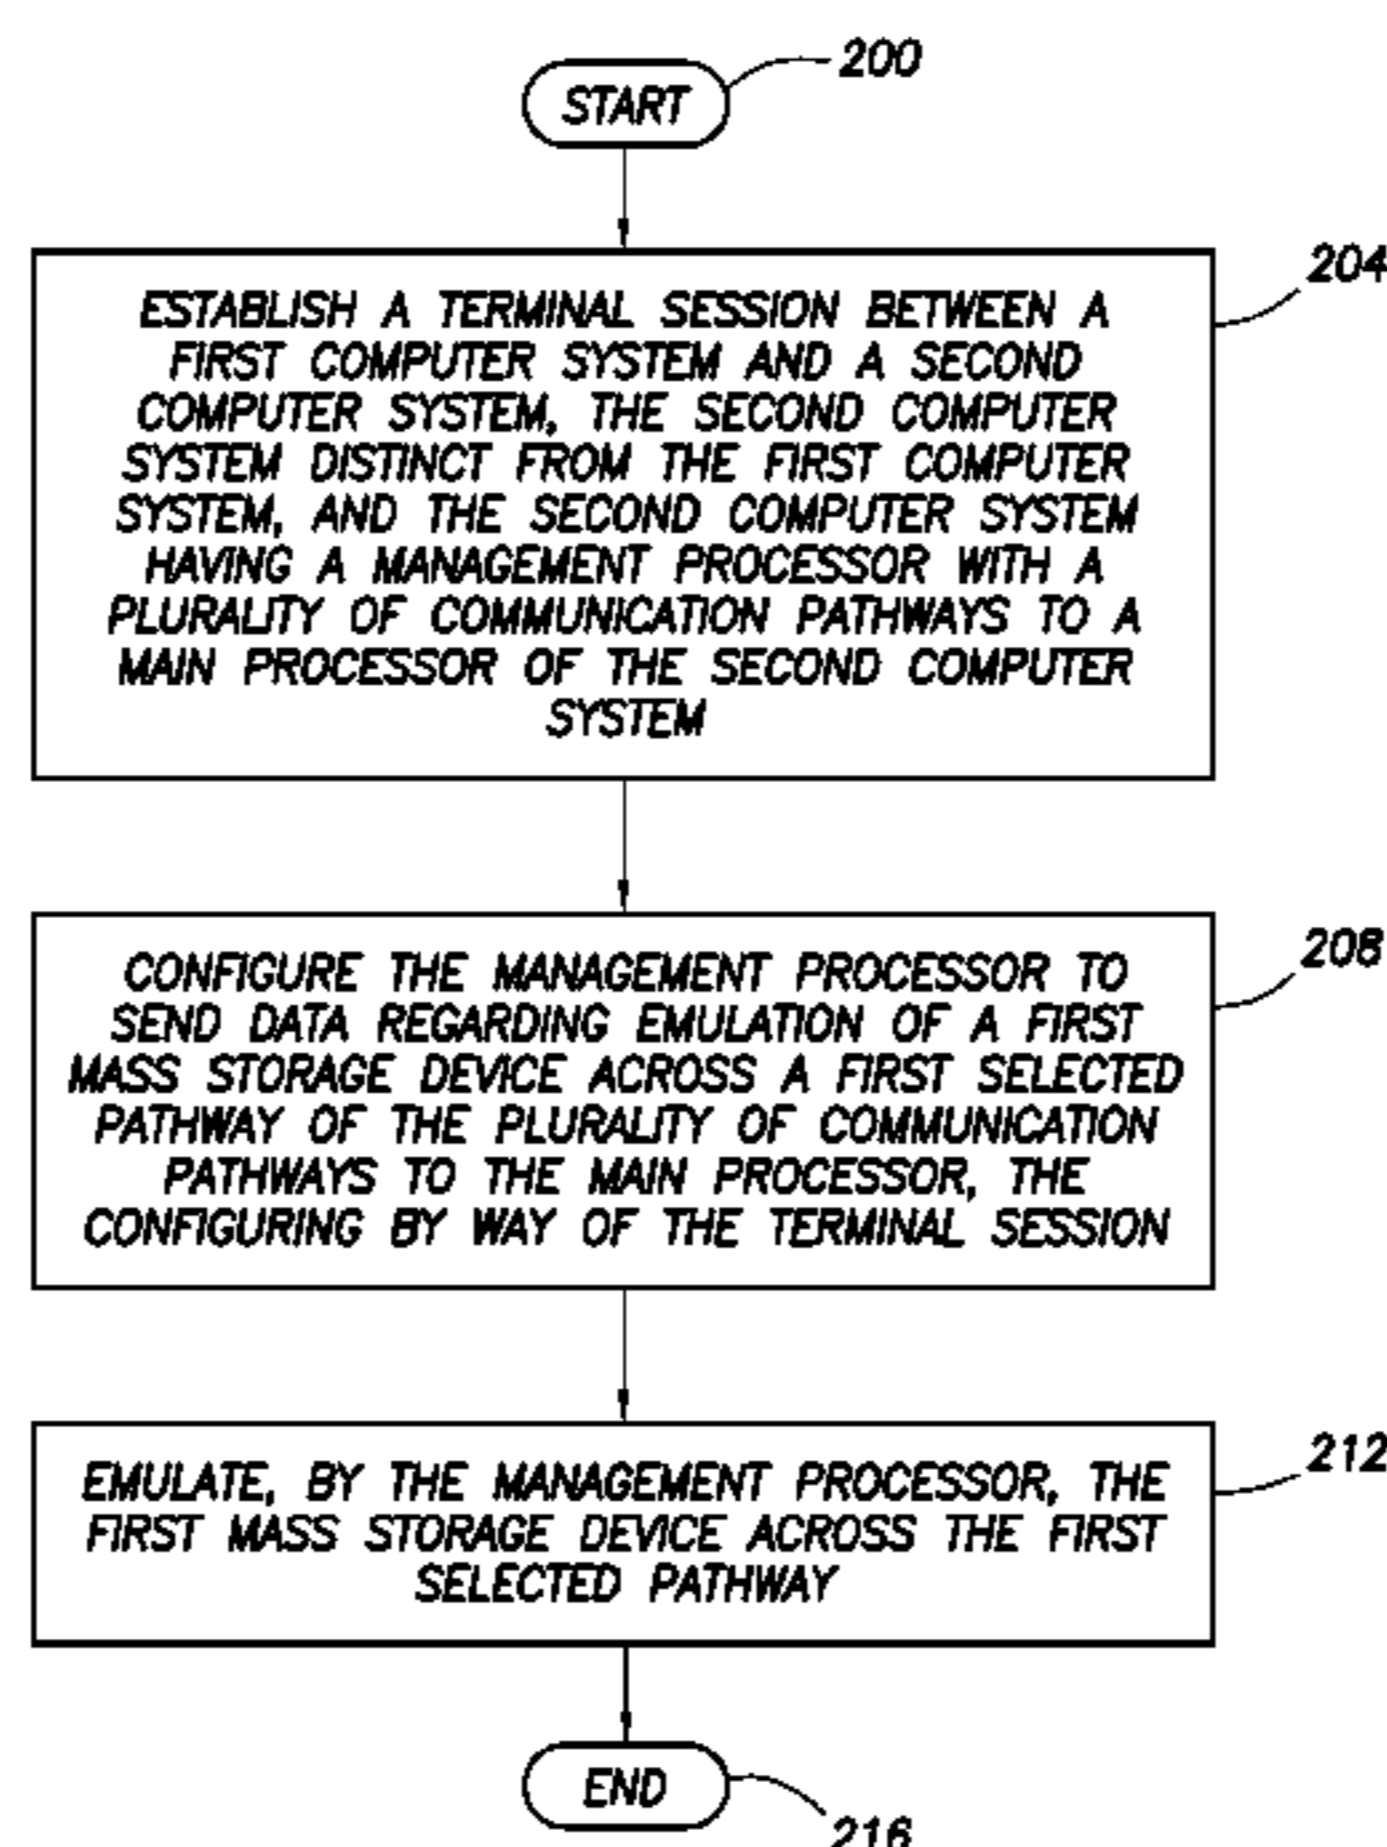 START
200
204
ESTABLISH A TERMINAL SESSION BETWEEN A
FIRST COMPUTER SYSTEM AND A SECOND
COMPUTER SYSTEM, THE SECOND COMPUTER
SYSTEM DISTINCT FROM THE FIRST COMPUTER
SYSTEM, AND THE SECOND COMPUTER SYSTEM
HAVING A MANAGEMENT PROCESSOR WITH A
PLURALITY OF COMMUNICATION PATHWAYS TO A
MAIN PROCESSOR OF THE SECOND COMPUTER
SYSTEM
208
CONFIGURE THE MANAGEMENT PROCESSOR TO
SEND DATA REGARDING EMULATION OF A FIRST
MASS STORAGE DEVICE ACROSS A FIRST SELECTED
PATHWAY OF THE PLURALITY OF COMMUNICATION
PATHWAYS TO THE MAIN PROCESSOR, THE
CONFIGURING BY WAY OF THE TERMINAL SESSION
212
EMULATE, BY THE MANAGEMENT PROCESSOR, THE
FIRST MASS STORAGE DEVICE ACROSS THE FIRST
SELECTED PATHWAY
END
216